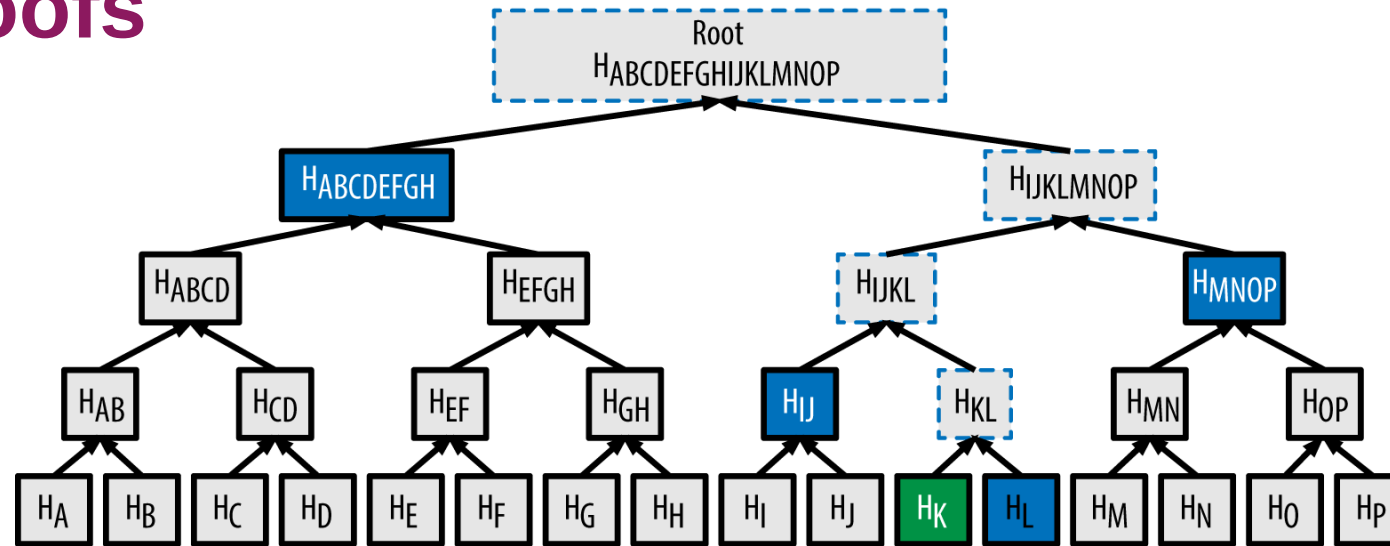 oofs
Root
HABCDEFGHIJKLMNOP
HABCDEFGH
HIJKLMNOP
HABCD
HEFGH
HIJKL
HMNOP
HAB
HCD
HEF
HGH
HIJ
HKL
HMN
HOP
HA
HB
HC
HD
HE
HF
HG
HH
HI
HJ
HK
HL
HM
HN
HO
HP